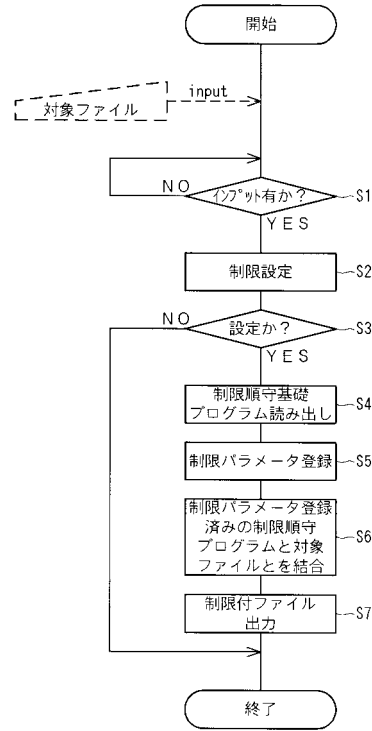 開始
input
対象ファイル
NO
インプット有か?
S1
YES
制限設定
S2
NO
設定か?
S3
YES
制限順守基礎
プログラム読み出し
S4
制限パラメータ登録
S5
制限パラメータ登録
済みの制限順守
プログラムと対象
ファイルとを結合
S6
制限付ファイル
出力
S7
終了